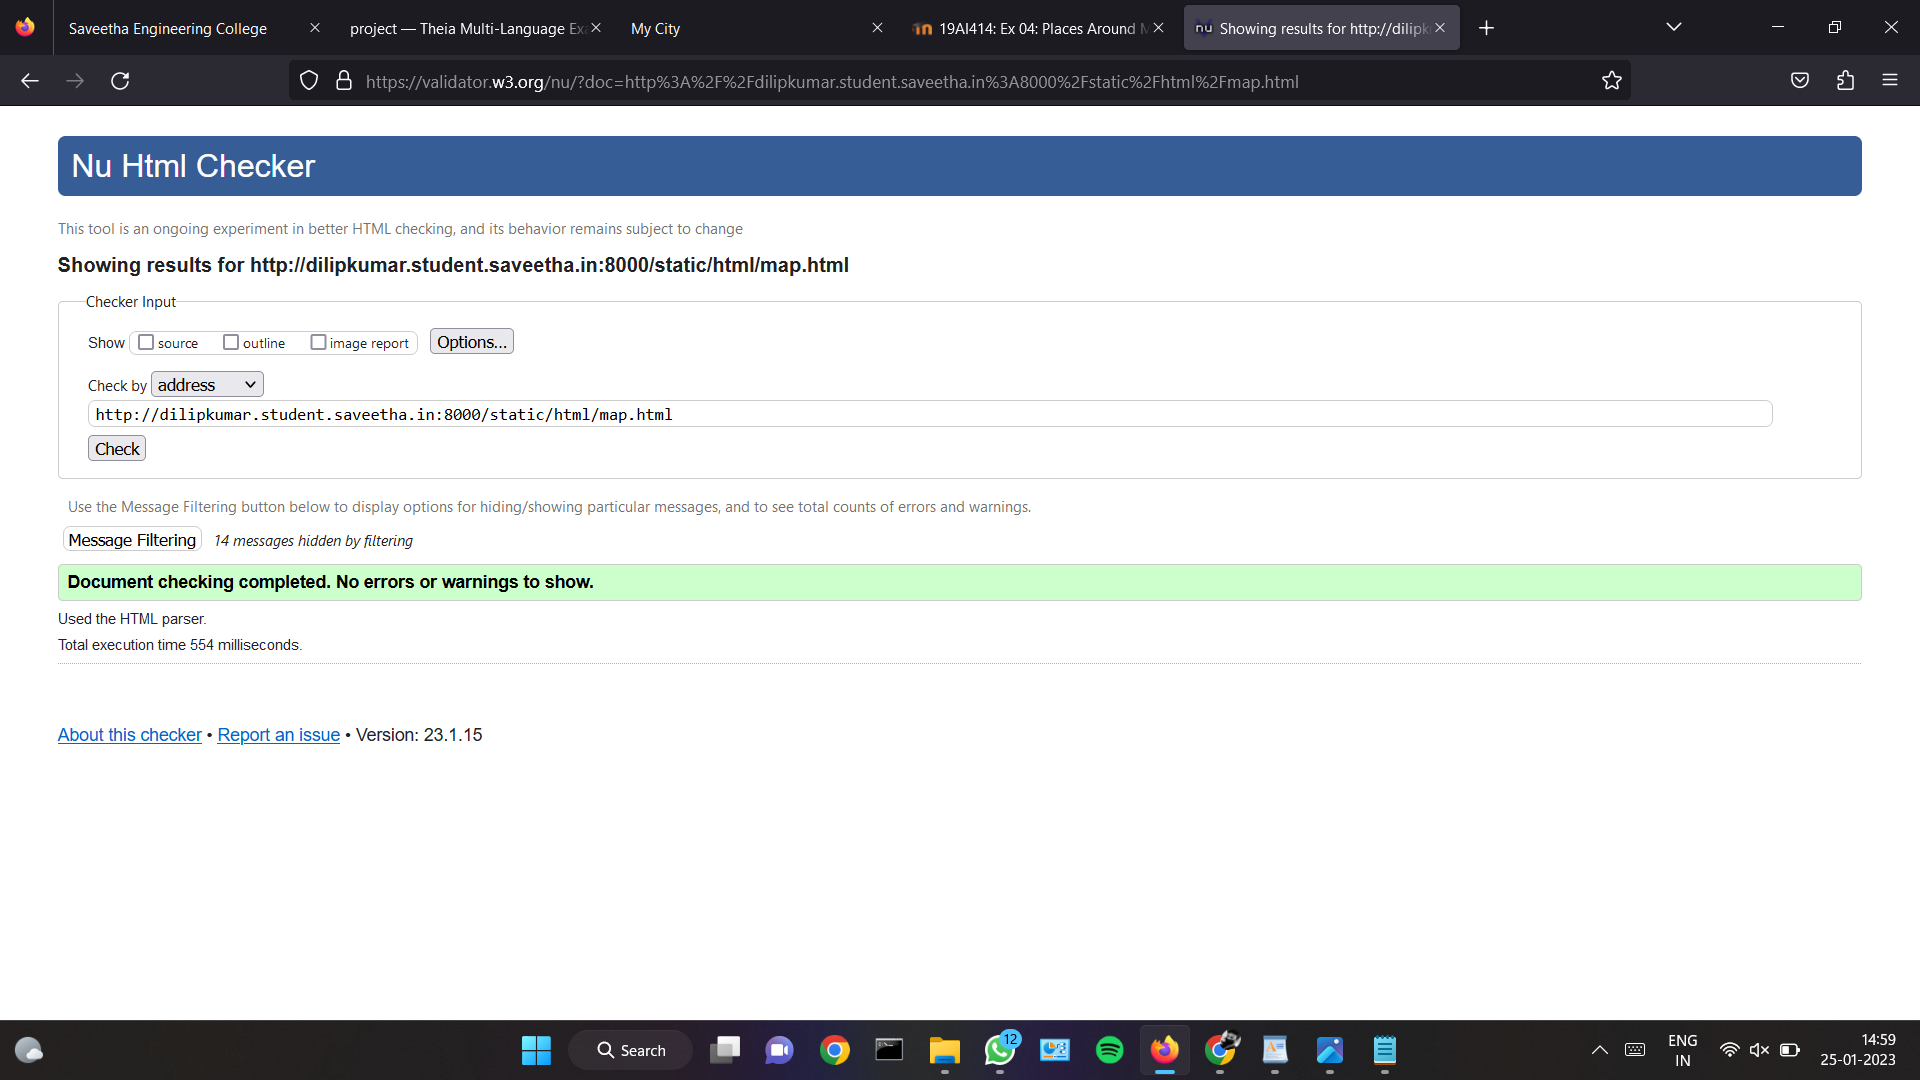 Saveetha Engineering College
project — Theia Multi-Language Ex
My City
19AI414: Ex 04: Places Around M
nu Showing results for http://dilipk
https://validator.w3.org/nu/?doc=http%3A%2F%2Fdilipkumar.student.saveetha.in%3A8000%2Fstatic%2Fhtml%2Fmap.html
Nu Html Checker
This tool is an ongoing experiment in better HTML checking, and its behavior remains subject to change
Showing results for http://dilipkumar.student.saveetha.in:8000/static/html/map.html
Checker Input
Show source outline image report Options...
Check by address
http://dilipkumar.student.saveetha.in:8000/static/html/map.html
Check
Use the Message Filtering button below to display options for hiding/showing particular messages, and to see total counts of errors and warnings.
Message Filtering 14 messages hidden by filtering
Document checking completed. No errors or warnings to show.
Used the HTML parser.
Total execution time 554 milliseconds.
About this checker • Report an issue • Version: 23.1.15
Search
12
ENG
IN
14:59
25-01-2023